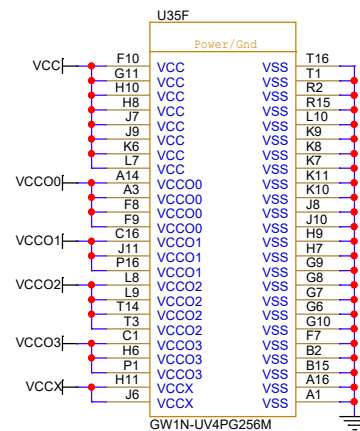 U35F
Power/Gnd
VCC F10 VCC VSS T16
G11 VCC VSS T1
H10 VCC VSS R2
H8 VCC VSS R15
J7 VCC VSS L10
J9 VCC VSS K9
K6 VCC VSS K8
L7 VCC VSS K7
VCCO0 A14 VCCO0 VSS K11
A3 VCCO0 VSS K10
F8 VCCO0 VSS J8
F9 VCCO0 VSS J10
VCCO1 C16 VCCO1 VSS H9
J11 VCCO1 VSS H7
P16 VCCO1 VSS G9
VCCO2 L8 VCCO2 VSS G8
L9 VCCO2 VSS G7
T14 VCCO2 VSS G6
T3 VCCO2 VSS G10
VCCO3 C1 VCCO3 VSS F7
H6 VCCO3 VSS B2
P1 VCCO3 VSS B15
VCCX H11 VCCX VSS A16
J6 VCCX VSS A1
GW1N-UV4PG256M